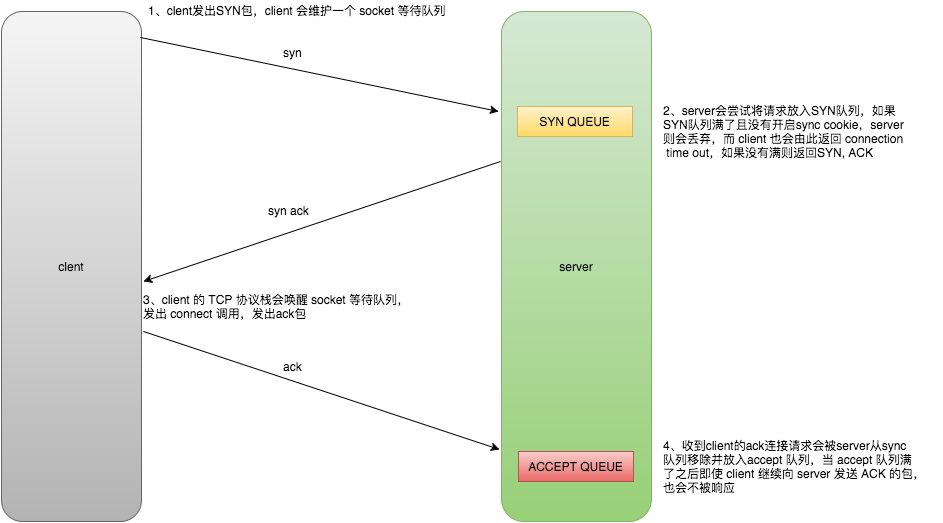 1、clent发出SYN包，client 会维护一个 socket 等待队列
syn
SYN QUEUE
2、server会尝试将请求放入SYN队列，如果
SYN队列满了且没有开启sync cookie，server
则会丢弃，而 client 也会由此返回 connection
time out，如果没有满则返回SYN, ACK
syn ack
clent
server
3、client 的 TCP 协议栈会唤醒 socket 等待队列，
发出 connect 调用，发出ack包
ack
ACCEPT QUEUE
4、收到client的ack连接请求会被server从sync
队列移除并放入accept 队列，当 accept 队列满
了之后即使 client 继续向 server 发送 ACK 的包，
也会不被响应